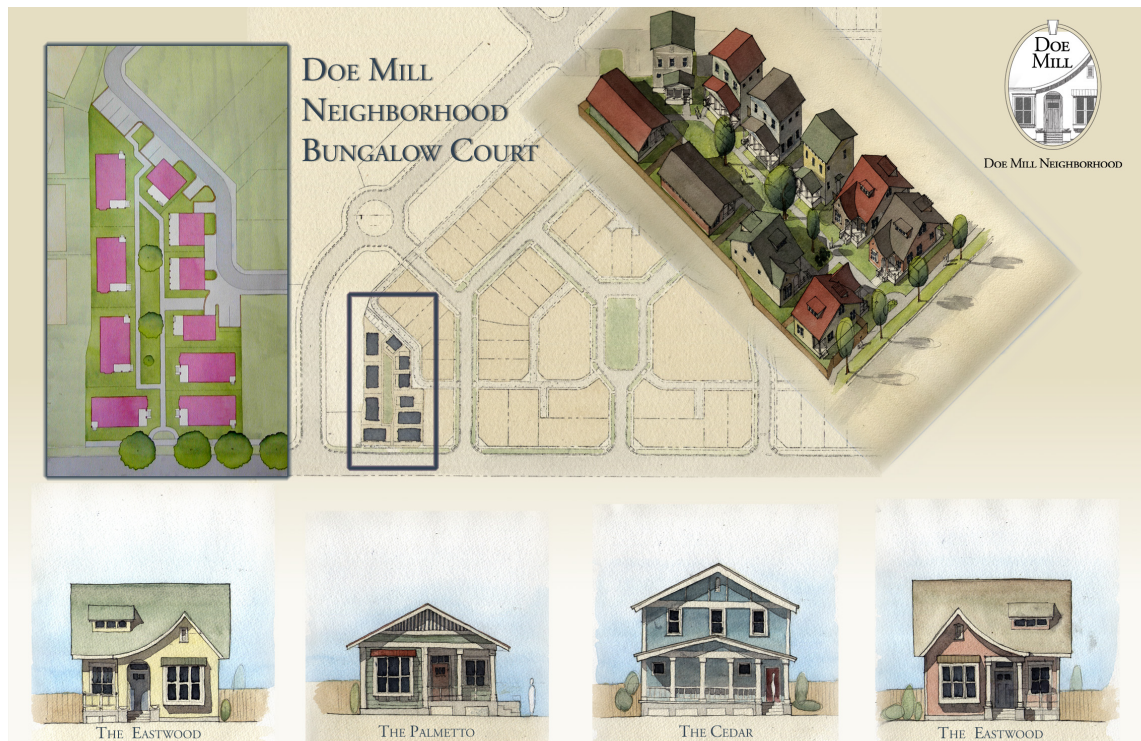 Doe Mill
Neighborhood
Bungalow Court
Doe
Mill
Doe Mill Neighborhood
The Eastwood
The Palmetto
The Cedar
The Eastwood